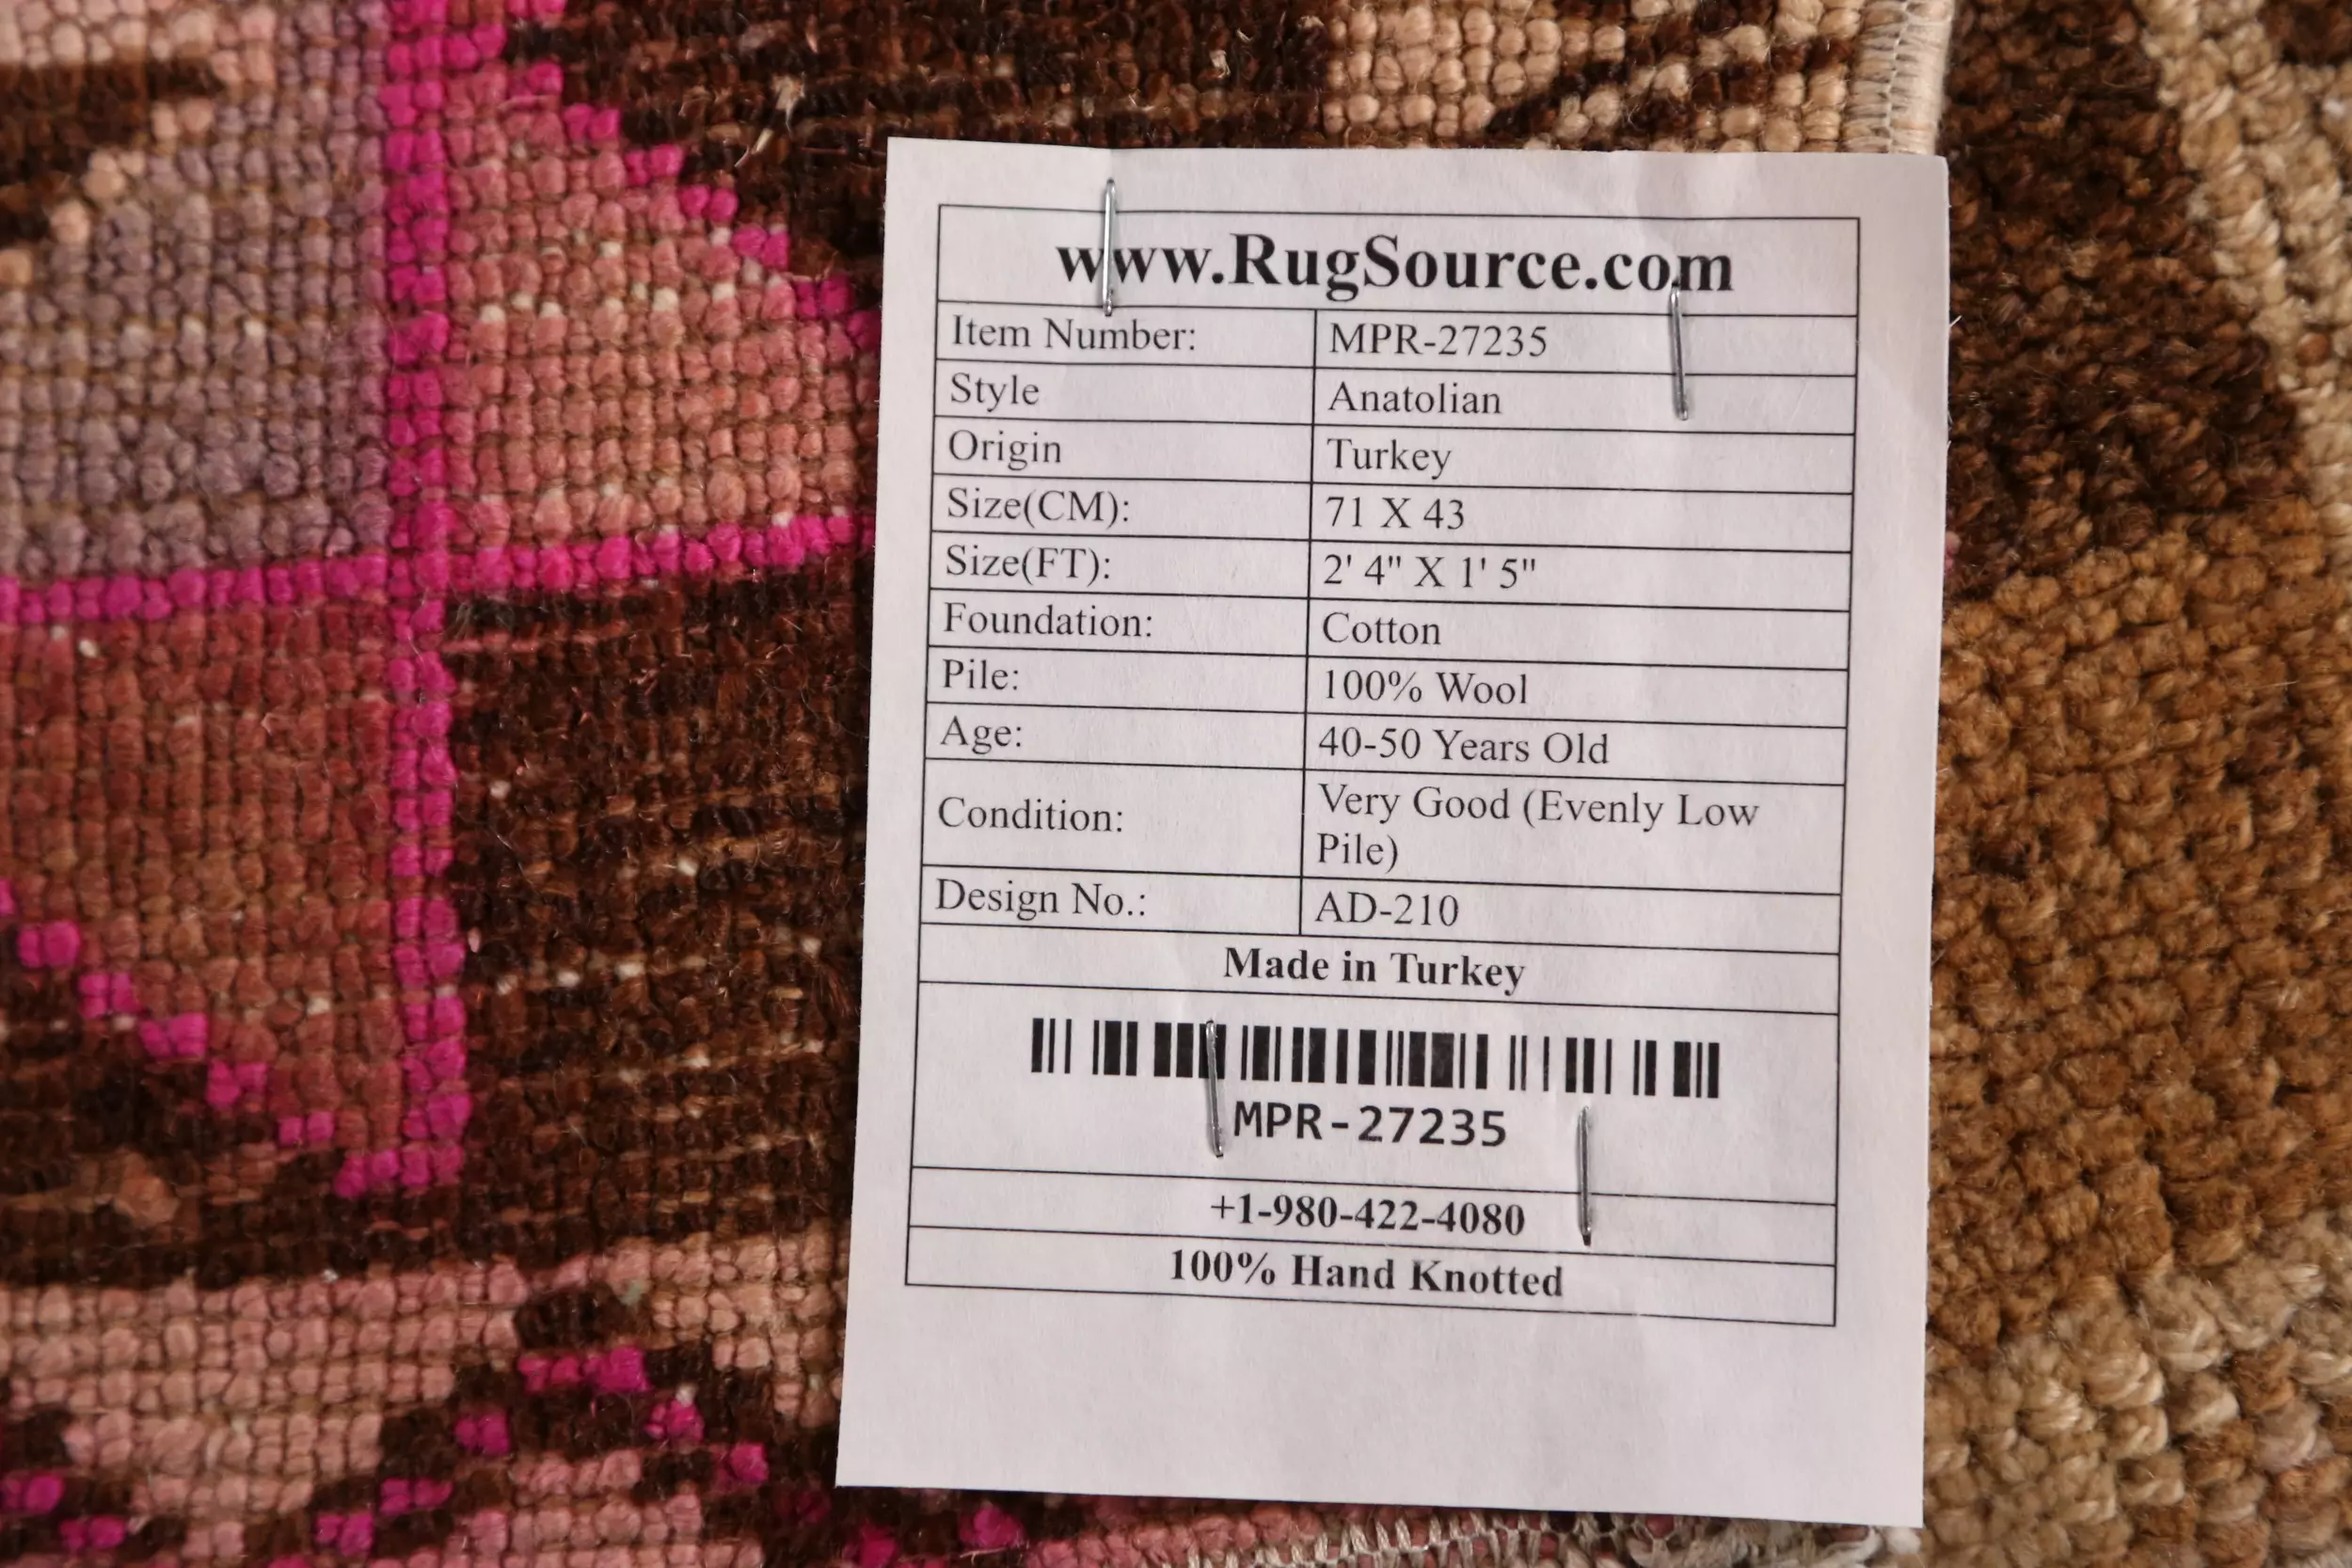 www.RugSource.com
Item Number: MPR-27235
Style Anatolian
Origin Turkey
Size(CM): 71 X 43
Size(FT): 2' 4" X 1' 5"
Foundation: Cotton
Pile: 100% Wool
Age: 40-50 Years Old
Condition: Very Good (Evenly Low
Pile)
Design No.: AD-210
Made in Turkey
MPR-27235
+1-980-422-4080
100% Hand Knotted